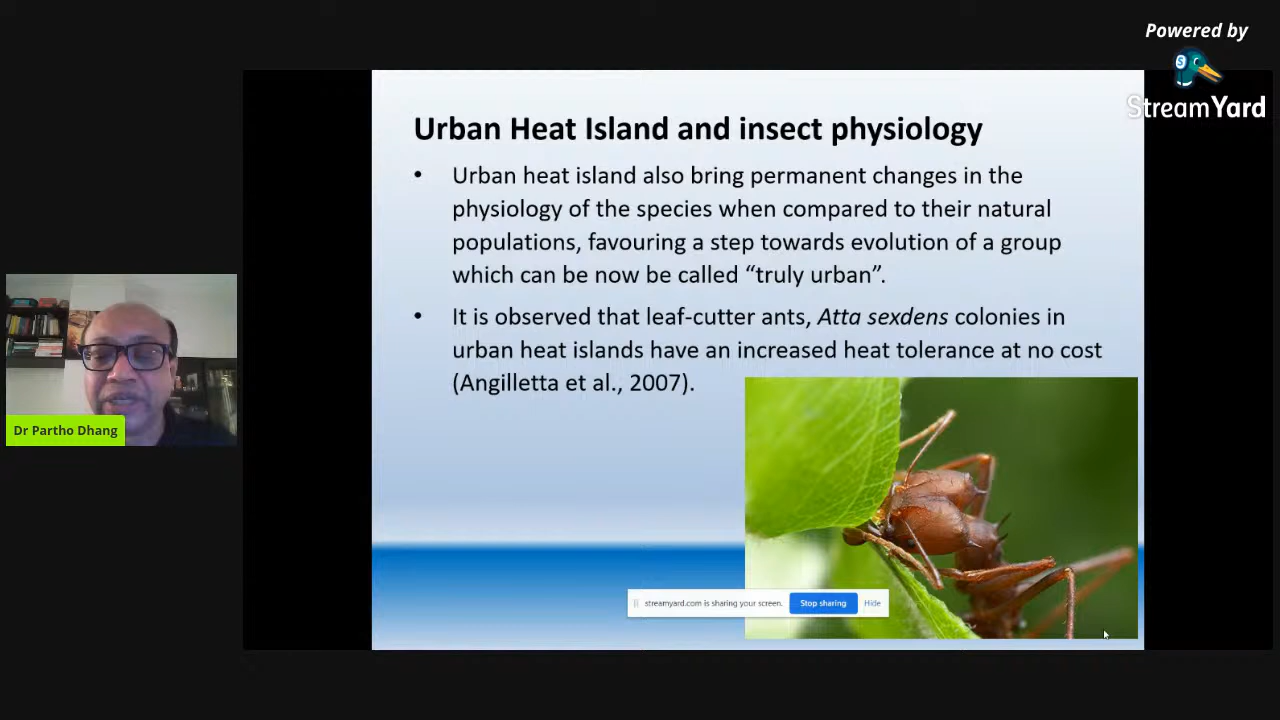 Powered by
StreamYard
Urban Heat Island and insect physiology
• Urban heat island also bring permanent changes in the
physiology of the species when compared to their natural
populations, favouring a step towards evolution of a group
which can be now be called “truly urban”.
• It is observed that leaf-cutter ants, Atta sexdens colonies in
urban heat islands have an increased heat tolerance at no cost
(Angilletta et al., 2007).
Dr Partho Dhang
streamyard.com is sharing your screen. Stop sharing Hide